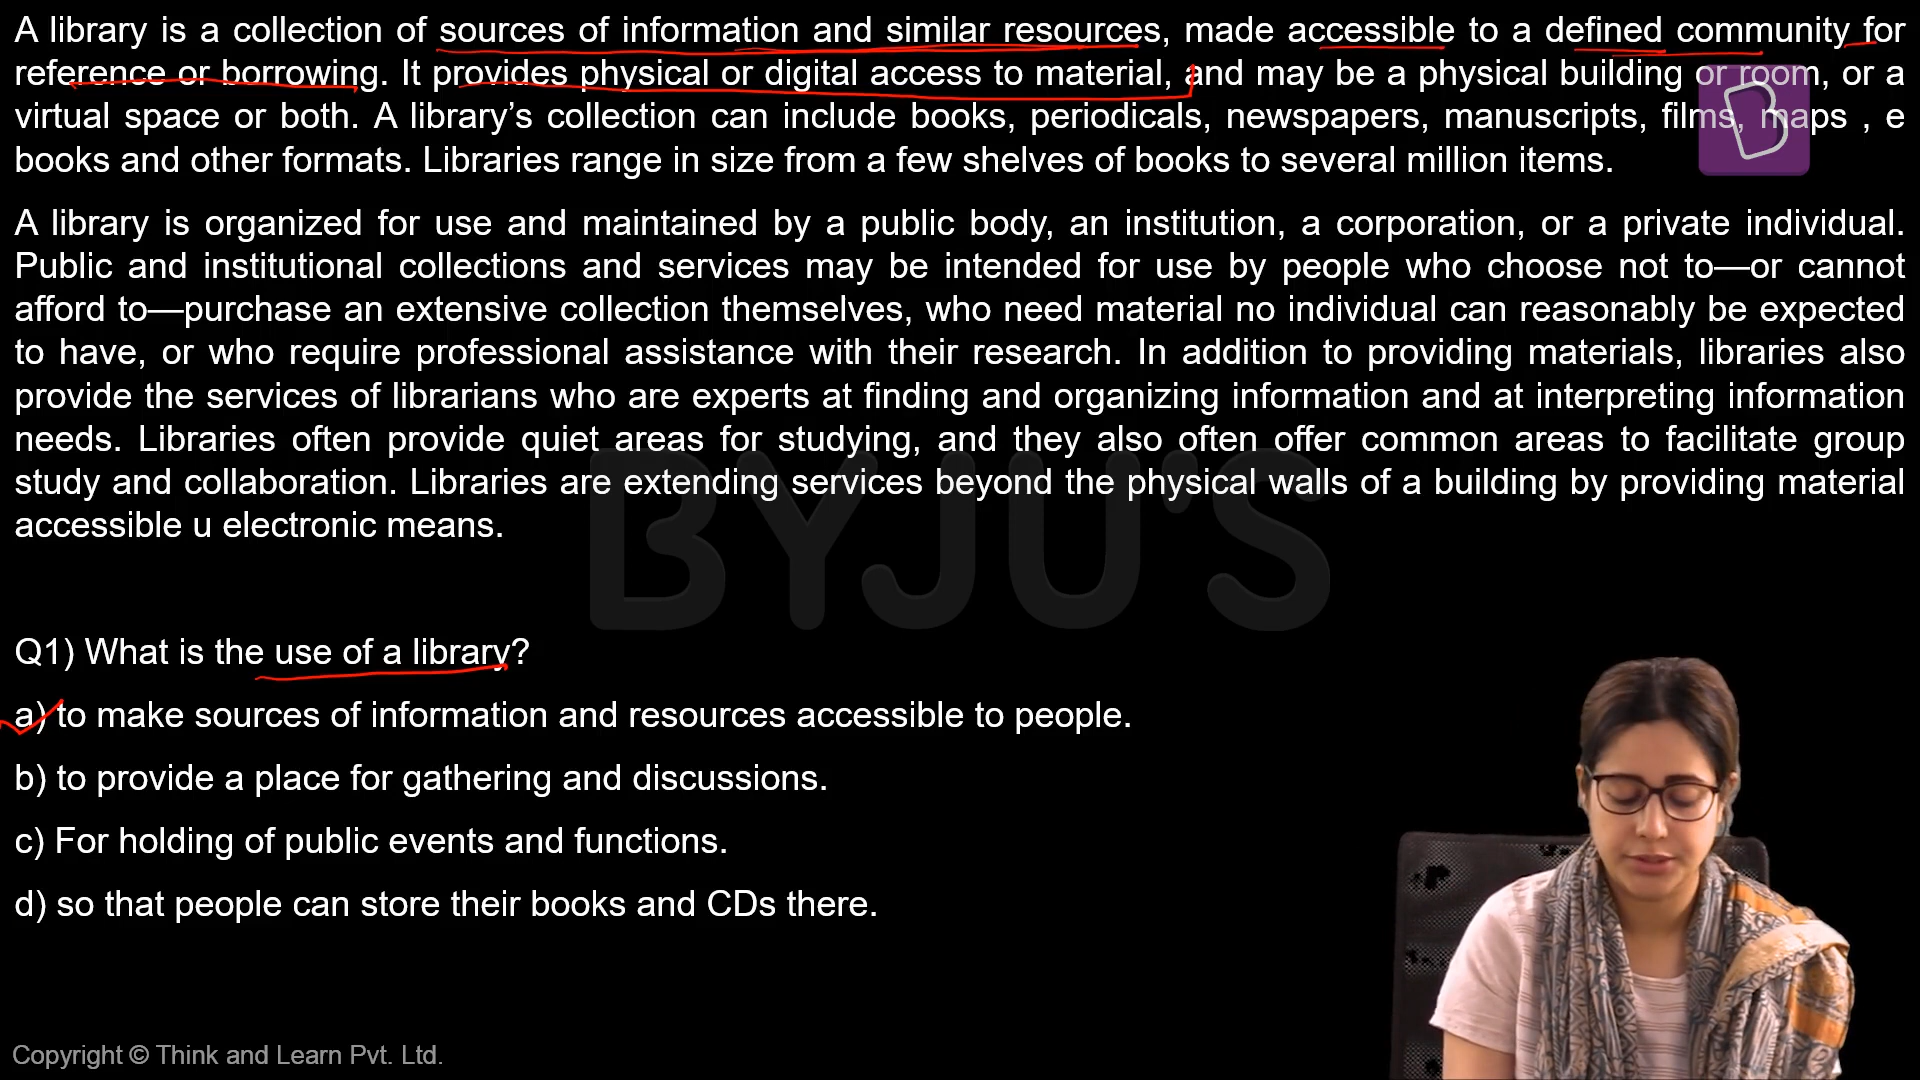 A library is a collection of sources of information and similar resources, made accessible to a defined community for
reference or borrowing. It provides physical or digital access to material, and may be a physical building or room, or a
virtual space or both. A library’s collection can include books, periodicals, newspapers, manuscripts, films, maps , e
books and other formats. Libraries range in size from a few shelves of books to several million items.
A library is organized for use and maintained by a public body, an institution, a corporation, or a private individual.
Public and institutional collections and services may be intended for use by people who choose not to—or cannot
afford to—purchase an extensive collection themselves, who need material no individual can reasonably be expected
to have, or who require professional assistance with their research. In addition to providing materials, libraries also
provide the services of librarians who are experts at finding and organizing information and at interpreting information
needs. Libraries often provide quiet areas for studying, and they also often offer common areas to facilitate group
study and collaboration. Libraries are extending services beyond the physical walls of a building by providing material
accessible u electronic means.
BYJU'S
Q1) What is the use of a library?
a) to make sources of information and resources accessible to people.
b) to provide a place for gathering and discussions.
c) For holding of public events and functions.
d) so that people can store their books and CDs there.
Copyright © Think and Learn Pvt. Ltd.